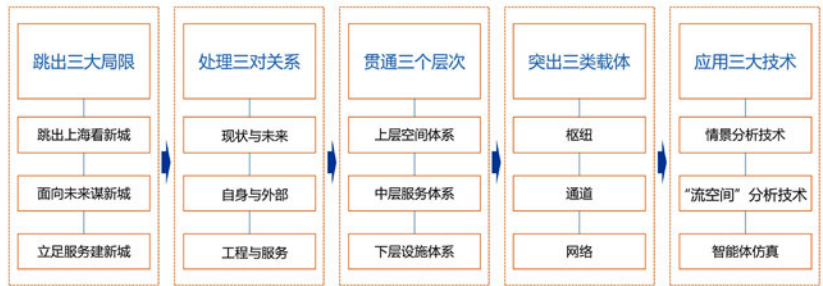 跳出三大局限
跳出上海看新城
面向未来谋新城
立足服务建新城
处理三对关系
现状与未来
自身与外部
工程与服务
贯通三个层次
上层空间体系
中层服务体系
下层设施体系
突出三类载体
枢纽
通道
网络
应用三大技术
情景分析技术
“流空间”分析技术
智能体仿真